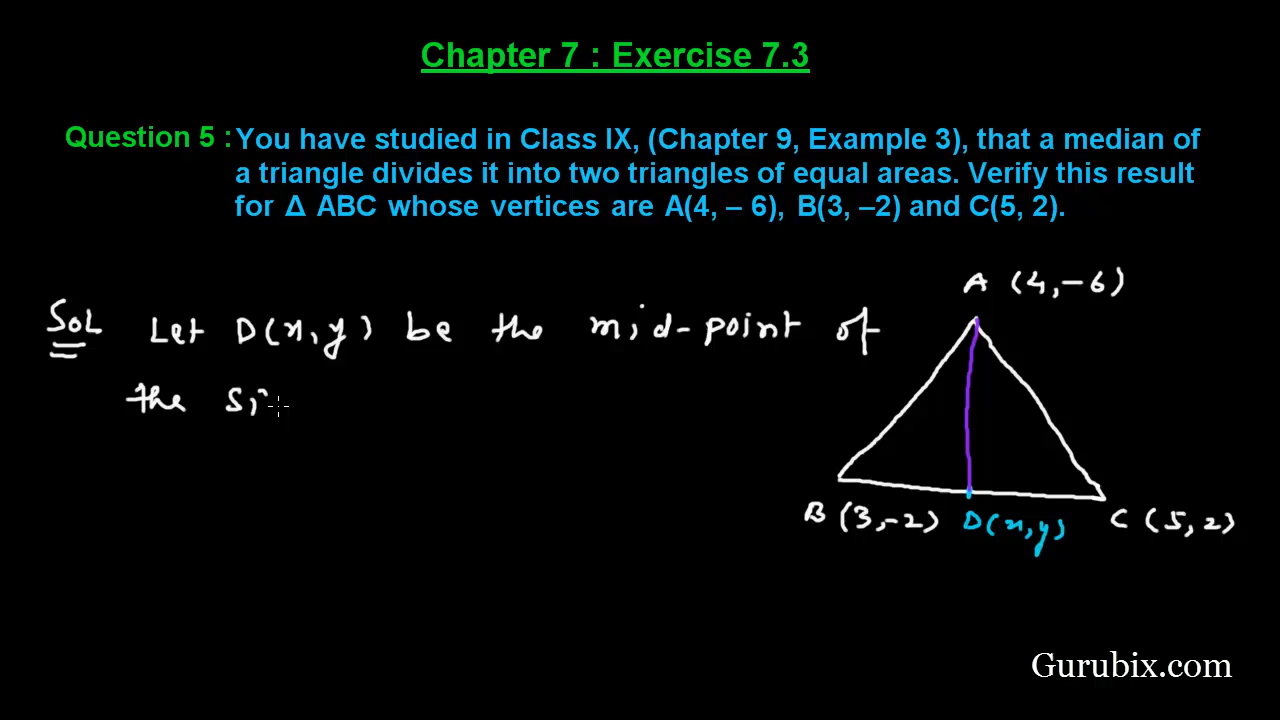 Chapter 7 : Exercise 7.3
Question 5 : You have studied in Class IX, (Chapter 9, Example 3), that a median of
a triangle divides it into two triangles of equal areas. Verify this result
for Δ ABC whose vertices are A(4, – 6), B(3, –2) and C(5, 2).
A (4, -6)
Sol Let D(x, y) be the mid-point of
the si
B (3, -2) D(x, y) C (5, 2)
Gurubix.com